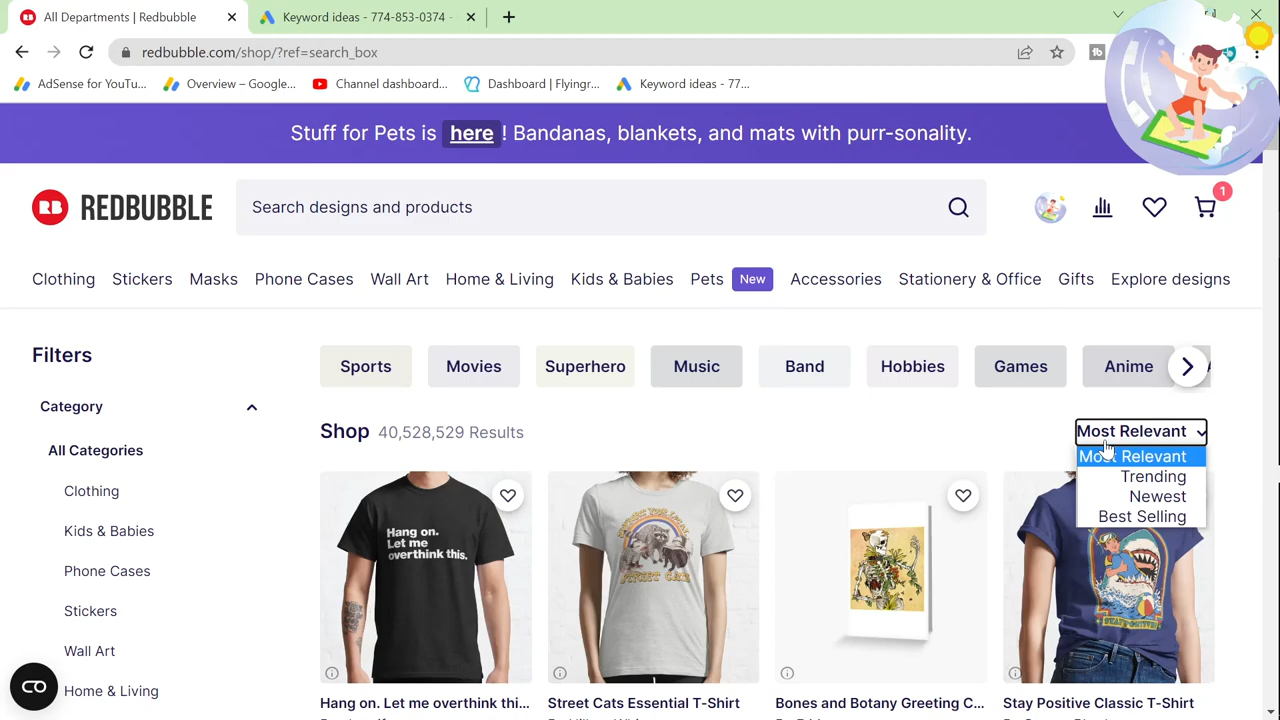 All Departments | Redbubble
Keyword ideas - 774-853-0374 -
redbubble.com/shop/?ref=search_box
AdSense for YouTu...
Overview – Google...
Channel dashboard...
Dashboard | Flyingr...
Keyword ideas - 77...
Stuff for Pets is here! Bandanas, blankets, and mats with purr-sonality.
RB REDBUBBLE
Search designs and products
1
Clothing Stickers Masks Phone Cases Wall Art Home & Living Kids & Babies Pets New Accessories Stationery & Office Gifts Explore designs
Filters
Sports Movies Superhero Music Band Hobbies Games Anime
Category
Shop 40,528,529 Results
Most Relevant
Most Relevant
Trending
Newest
Best Selling
All Categories
Clothing
Kids & Babies
Phone Cases
Stickers
Wall Art
Home & Living
Hang on.
Let me
overthink this.
STREET CATS
Hang on. Let me overthink thi...
Street Cats Essential T-Shirt
Bones and Botany Greeting C...
Stay Positive Classic T-Shirt